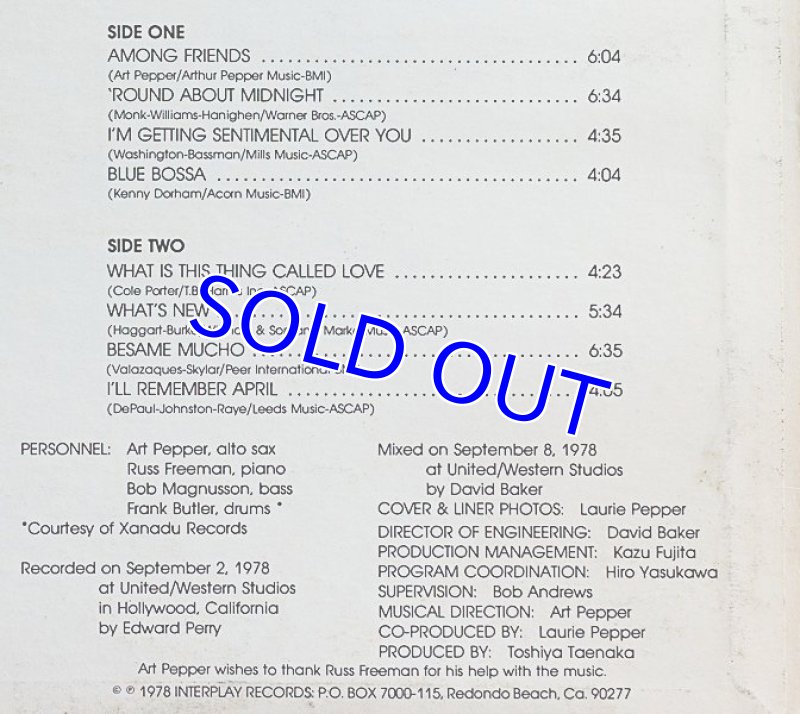 SIDE ONE
AMONG FRIENDS .................................... 6:04
(Art Pepper/Arthur Pepper Music-BMI)
'ROUND ABOUT MIDNIGHT ............................ 6:34
(Monk-Williams-Hanighen/Warner Bros.-ASCAP)
I'M GETTING SENTIMENTAL OVER YOU .................. 4:35
(Washington-Bassman/Mills Music-ASCAP)
BLUE BOSSA ......................................... 4:04
(Kenny Dorham/Acorn Music-BMI)
SIDE TWO
WHAT IS THIS THING CALLED LOVE ..................... 4:23
(Cole Porter/T.B. Inc. ASCAP)
WHAT'S NEW ......................................... 5:34
(Haggart-Burke & Music-ASCAP)
BESAME MUCHO ..................................... 6:35
(Valazaques-Skylar/Peer International
I'LL REMEMBER APRIL ................................ 4:05
(DePaul-Johnston-Raye/Leeds Music-ASCAP)
SOLD OUT
PERSONNEL: Art Pepper, alto sax
Russ Freeman, piano
Bob Magnusson, bass
Frank Butler, drums *
*Courtesy of Xanadu Records
Recorded on September 2, 1978
at United/Western Studios
in Hollywood, California
by Edward Perry
Mixed on September 8, 1978
at United/Western Studios
by David Baker
COVER & LINER PHOTOS: Laurie Pepper
DIRECTOR OF ENGINEERING: David Baker
PRODUCTION MANAGEMENT: Kazu Fujita
PROGRAM COORDINATION: Hiro Yasukawa
SUPERVISION: Bob Andrews
MUSICAL DIRECTION: Art Pepper
CO-PRODUCED BY: Laurie Pepper
PRODUCED BY: Toshiya Taenaka
Art Pepper wishes to thank Russ Freeman for his help with the music.
© ℗ 1978 INTERPLAY RECORDS: P.O. BOX 7000-115, Redondo Beach, Ca. 90277